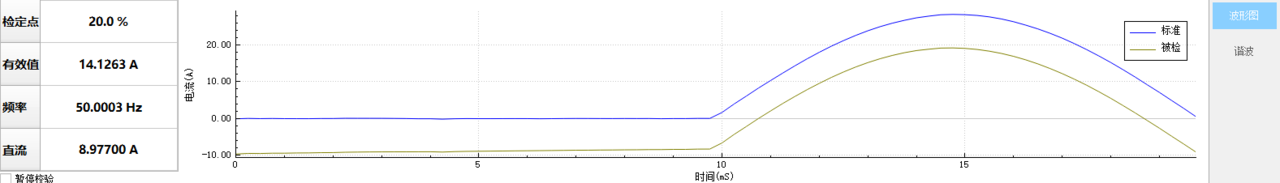 检定点 20.0 %
有效值 14.1263 A
频率 50.0003 Hz
直流 8.97700 A
暂停校验
电流(A)
20.00
10.00
0.00
-10.00
0 5 10 15
时间(mS)
标准
被检
波形图
谐波